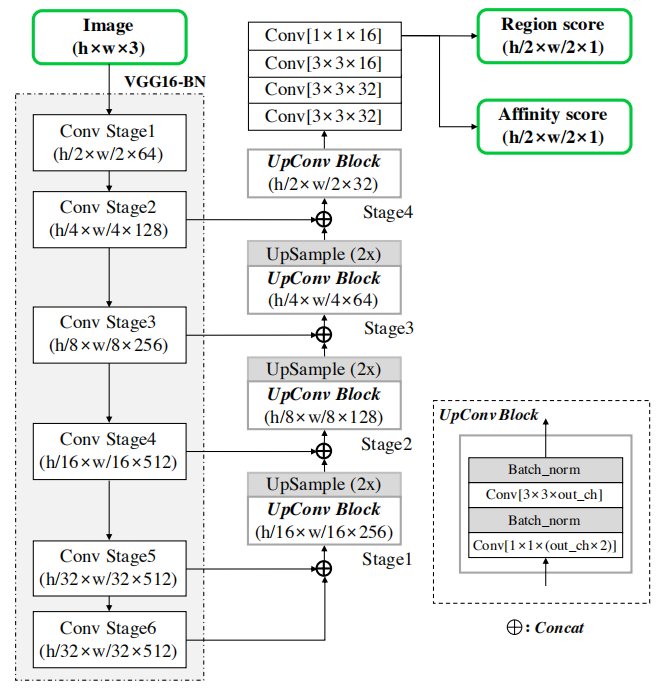 Image
(h×w×3)
VGG16-BN
Conv Stage1
(h/2×w/2×64)
Conv Stage2
(h/4×w/4×128)
Conv Stage3
(h/8×w/8×256)
Conv Stage4
(h/16×w/16×512)
Conv Stage5
(h/32×w/32×512)
Conv Stage6
(h/32×w/32×512)
Conv[1×1×16]
Conv[3×3×16]
Conv[3×3×32]
Conv[3×3×32]
UpConv Block
(h/2×w/2×32)
Stage4
UpSample (2x)
UpConv Block
(h/4×w/4×64)
Stage3
UpSample (2x)
UpConv Block
(h/8×w/8×128)
Stage2
UpSample (2x)
UpConv Block
(h/16×w/16×256)
Stage1
Region score
(h/2×w/2×1)
Affinity score
(h/2×w/2×1)
UpConv Block
Batch_norm
Conv[3×3×out_ch]
Batch_norm
Conv[1×1×(out_ch×2)]
⊕: Concat